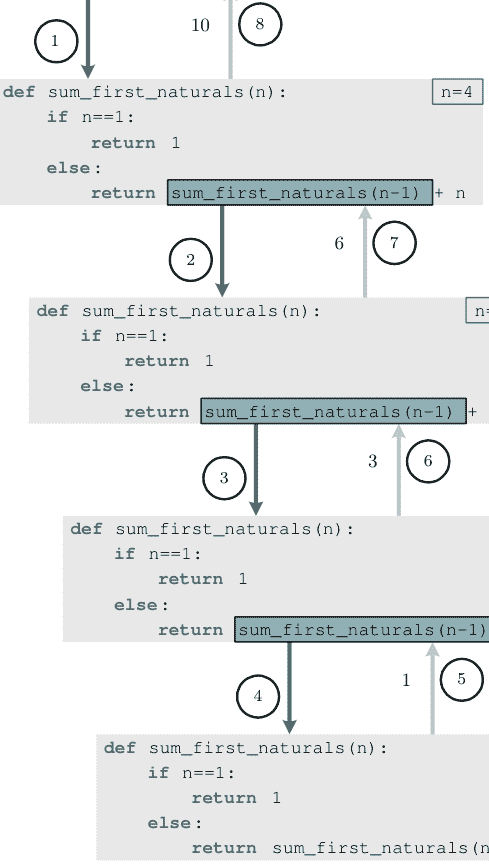 1 10 8
def sum_first_naturals(n): n=4
if n==1:
return 1
else:
return sum_first_naturals(n-1) + n
2 6 7
def sum_first_naturals(n): n=
if n==1:
return 1
else:
return sum_first_naturals(n-1) +
3 3 6
def sum_first_naturals(n):
if n==1:
return 1
else:
return sum_first_naturals(n-1)
4 1 5
def sum_first_naturals(n):
if n==1:
return 1
else:
return sum_first_naturals(n